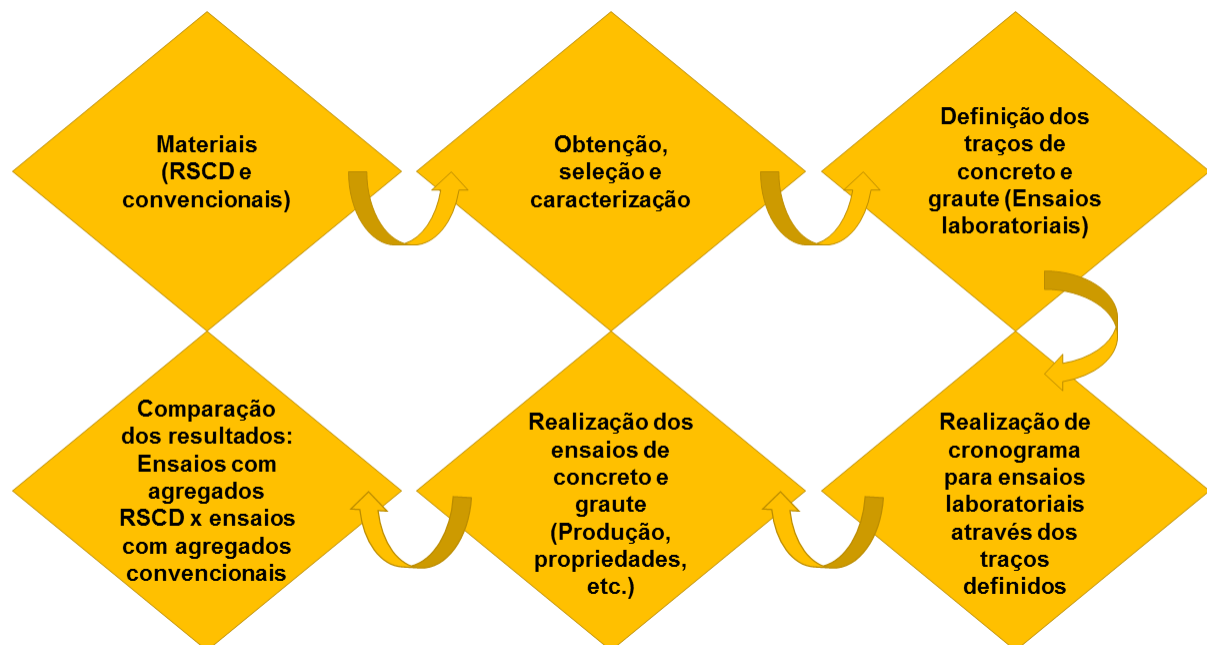 Materiais
(RSCD e
convencionais)
Obtenção,
seleção e
caracterização
Definição dos
traços de
concreto e
graute (Ensaios
laboratoriais)
Realização de
cronograma
para ensaios
laboratoriais
através dos
traços
definidos
Realização dos
ensaios de
concreto e
graute
(Produção,
propriedades,
etc.)
Comparação
dos resultados:
Ensaios com
agregados
RSCD x ensaios
com agregados
convencionais